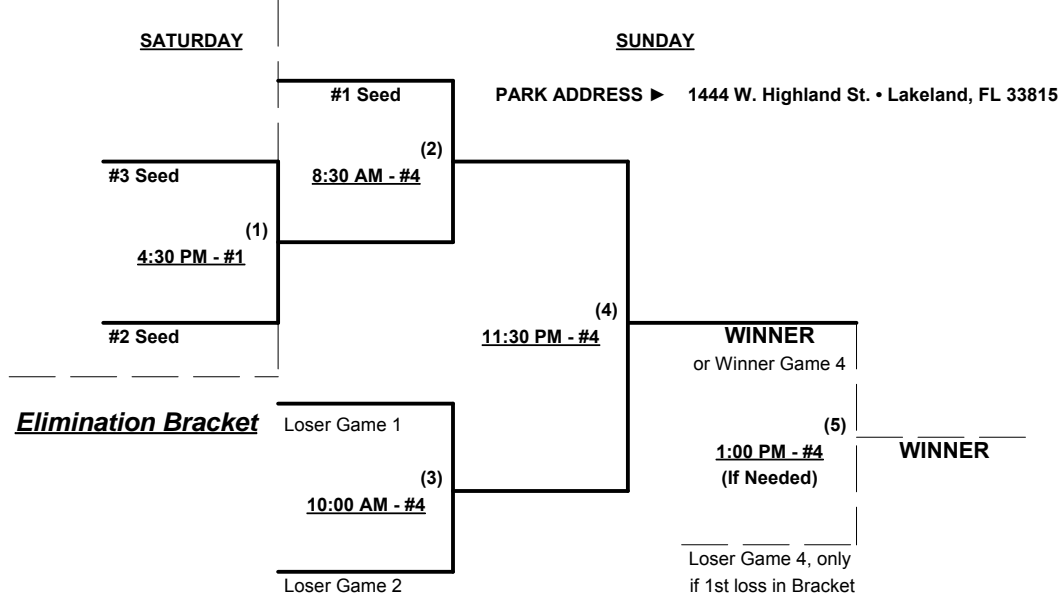 SATURDAY
SUNDAY
#1 Seed
PARK ADDRESS ► 1444 W. Highland St. • Lakeland, FL 33815
(2)
#3 Seed
8:30 AM - #4
(1)
4:30 PM - #1
(4)
#2 Seed
11:30 PM - #4
WINNER
or Winner Game 4
Elimination Bracket
Loser Game 1
(5)
1:00 PM - #4
WINNER
(If Needed)
(3)
10:00 AM - #4
Loser Game 4, only
if 1st loss in Bracket
Loser Game 2